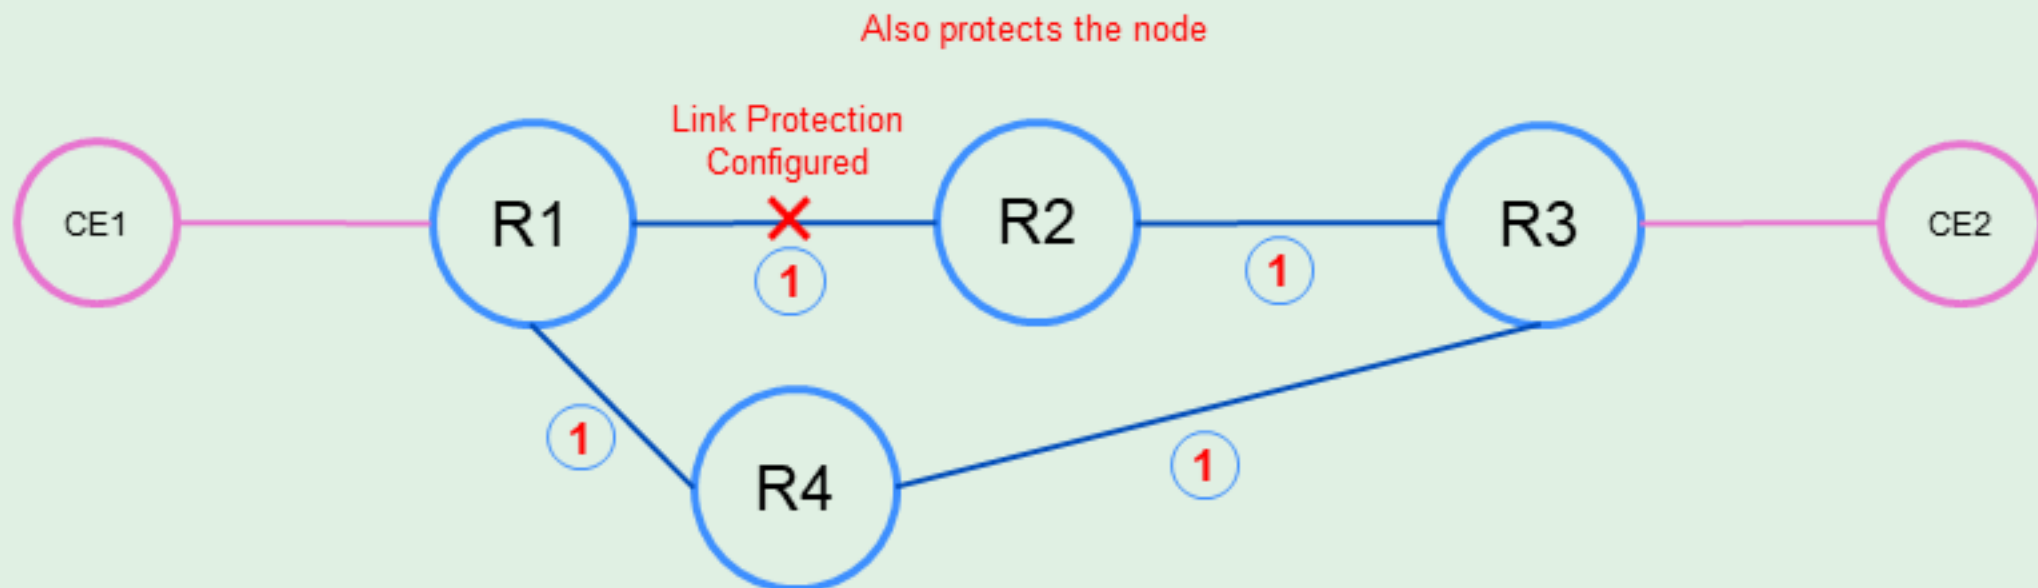 Also protects the node
Link Protection
Configured
CE1
R1
R2
R3
CE2
1
1
1
1
R4